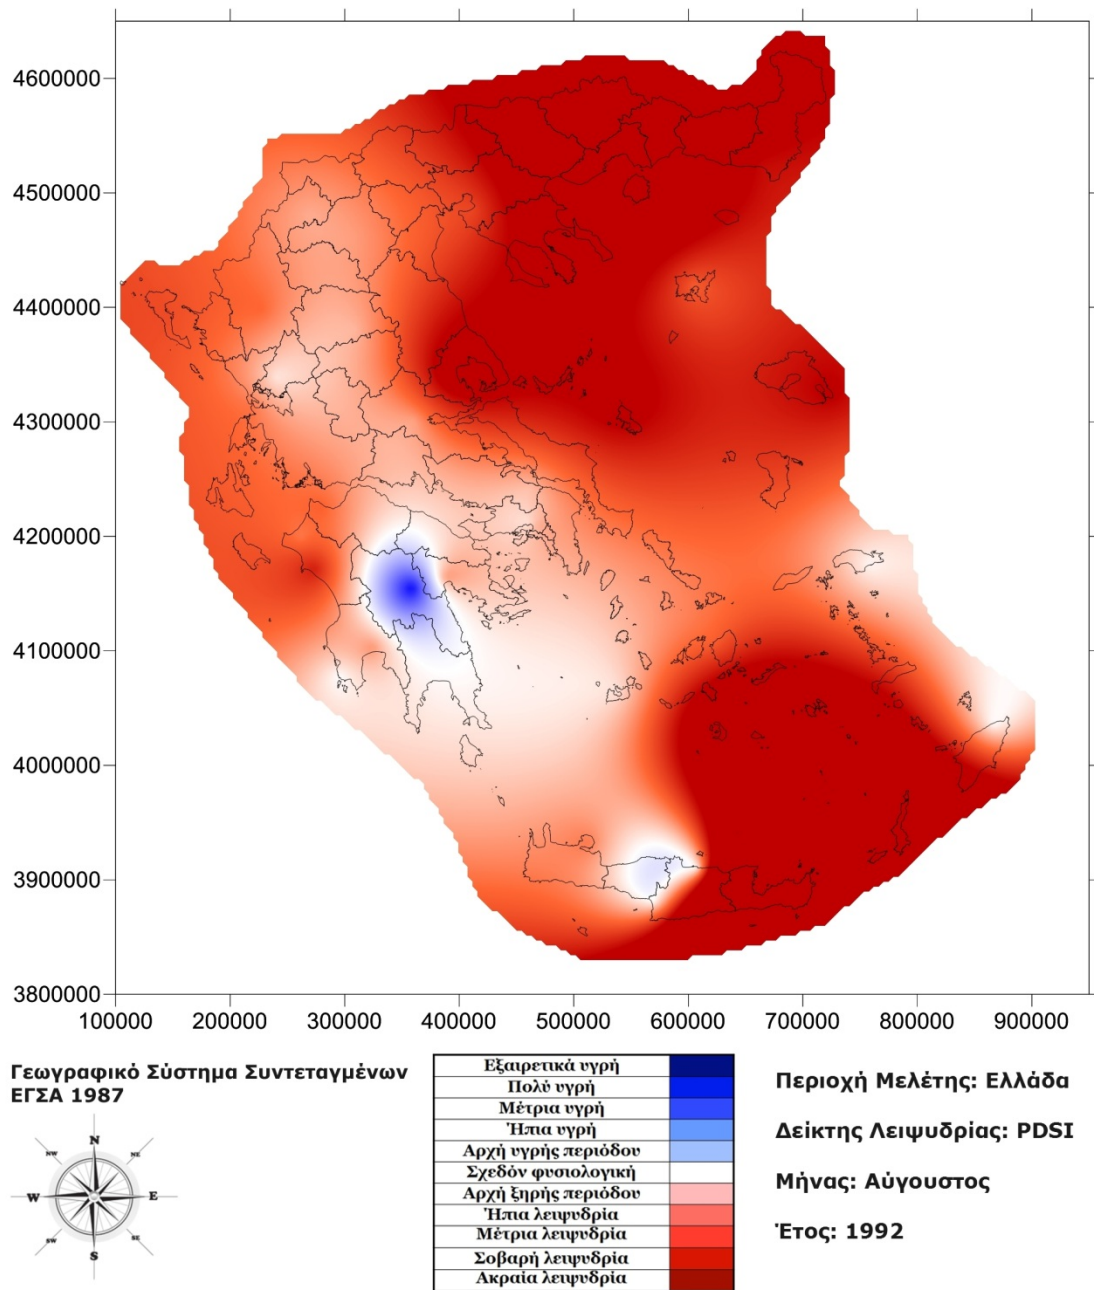 4600000
4500000
4400000
4300000
4200000
4100000
4000000
3900000
3800000
100000 200000 300000 400000 500000 600000 700000 800000 900000
Γεωγραφικό Σύστημα Συντεταγμένων
ΕΓΣΑ 1987
N
NW
NE
W
E
SW
SE
S
Εξαιρετικά υγρή
Πολύ υγρή
Μέτρια υγρή
Ήπια υγρή
Αρχή υγρής περιόδου
Σχεδόν φυσιολογική
Αρχή ξηρής περιόδου
Ήπια λειψυδρία
Μέτρια λειψυδρία
Σοβαρή λειψυδρία
Ακραία λειψυδρία
Περιοχή Μελέτης: Ελλάδα
Δείκτης Λειψυδρίας: PDSI
Μήνας: Αύγουστος
Έτος: 1992